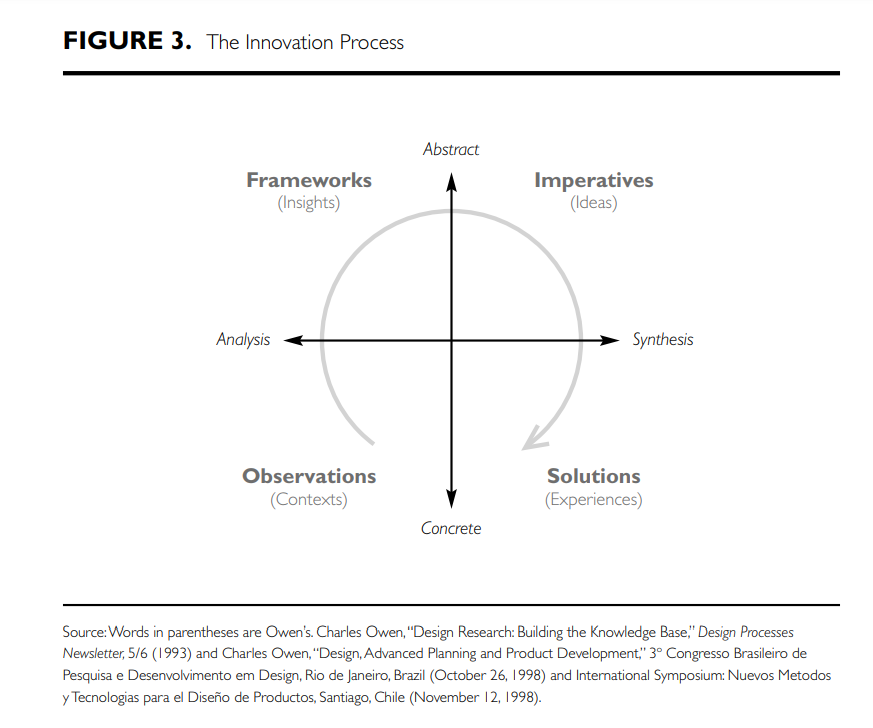 FIGURE 3. The Innovation Process
Abstract
Frameworks
(Insights)
Imperatives
(Ideas)
Analysis
Synthesis
Observations
(Contexts)
Solutions
(Experiences)
Concrete
Source: Words in parentheses are Owen’s. Charles Owen, “Design Research: Building the Knowledge Base,” Design Processes
Newsletter, 5/6 (1993) and Charles Owen, “Design, Advanced Planning and Product Development,” 3º Congresso Brasileiro de
Pesquisa e Desenvolvimento em Design, Rio de Janeiro, Brazil (October 26, 1998) and International Symposium: Nuevos Metodos
y Tecnologias para el Diseño de Productos, Santiago, Chile (November 12, 1998).